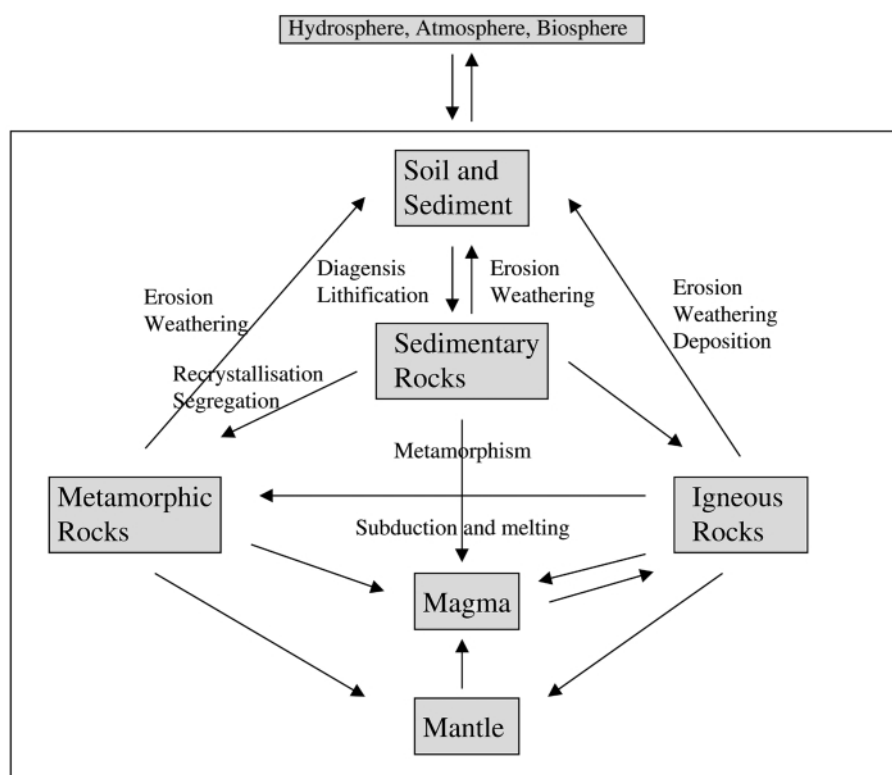 Hydrosphere, Atmosphere, Biosphere
Soil and
Sediment
Diagensis
Lithification
Erosion
Weathering
Erosion
Weathering
Erosion
Weathering
Deposition
Sedimentary
Rocks
Recrystallisation
Segregation
Metamorphism
Metamorphic
Rocks
Igneous
Rocks
Subduction and melting
Magma
Mantle